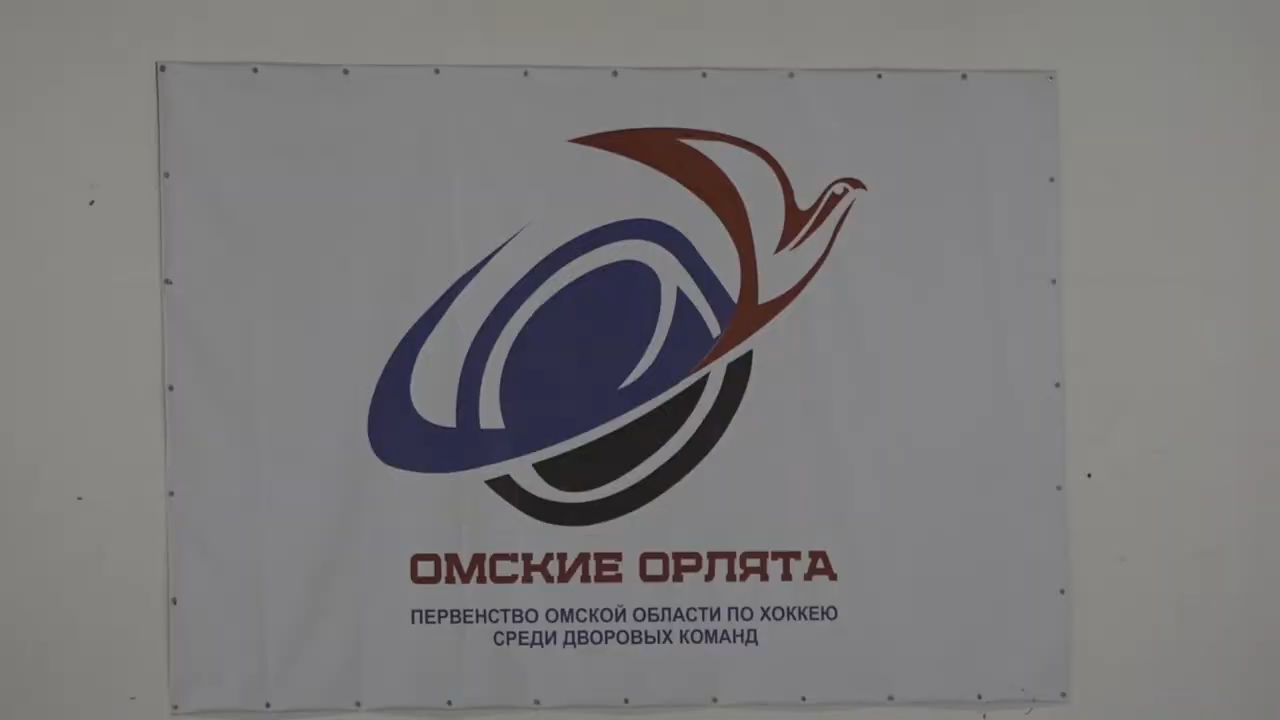 ОМСКИЕ ОРЛЯТА
ПЕРВЕНСТВО ОМСКОЙ ОБЛАСТИ ПО ХОККЕЮ
СРЕДИ ДВОРОВЫХ КОМАНД